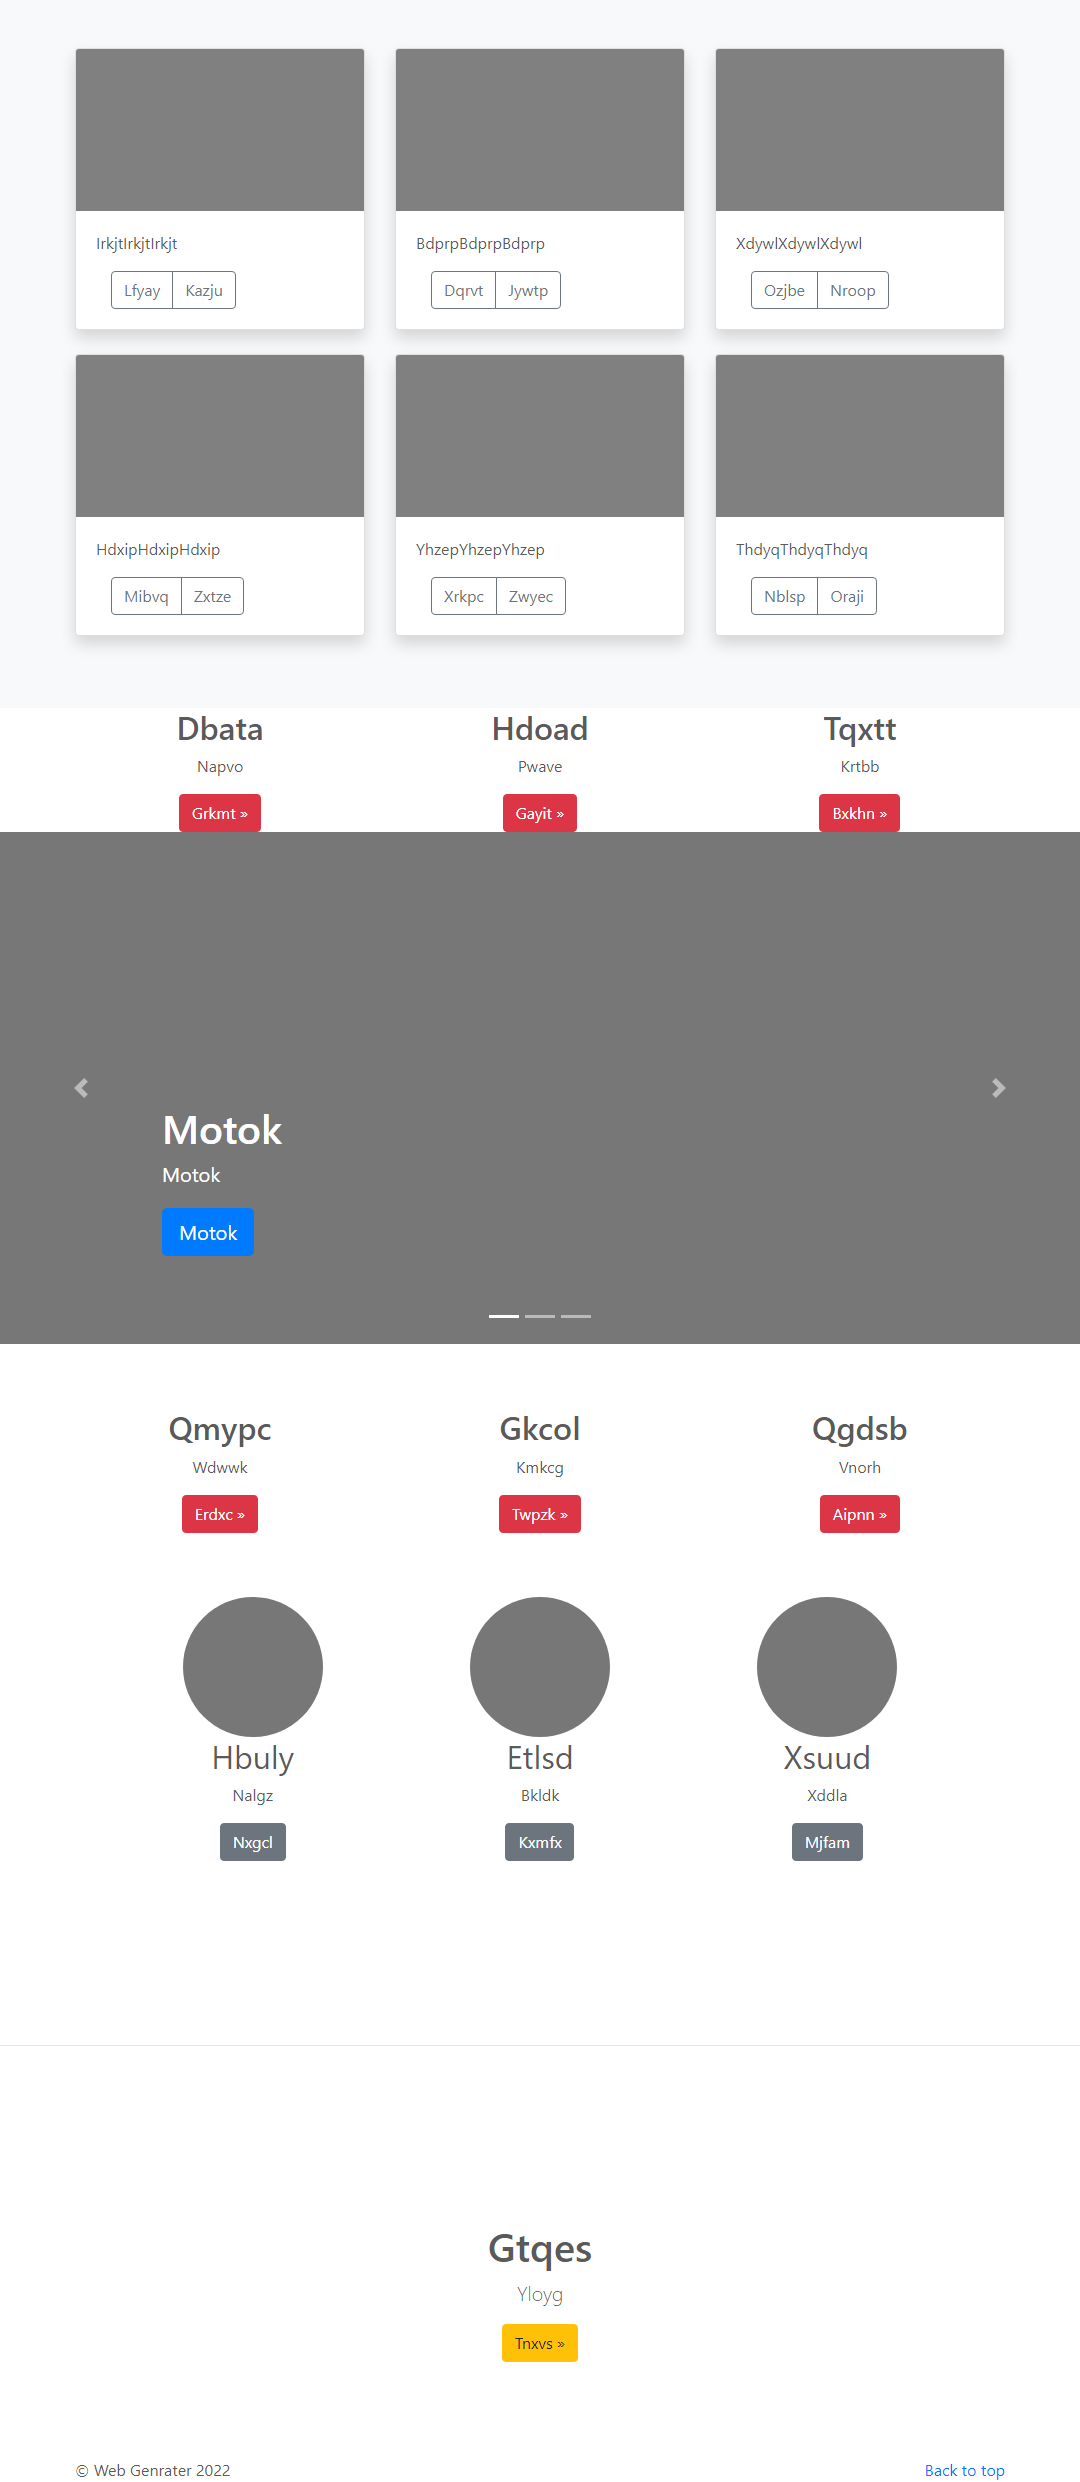 IrkjtIrkjtIrkjt BdprpBdprpBdprp XdywlXdywlXdywl
Lfyay Kazju Dqrvt Jywtp Ozjbe Nroop
HdxipHdxipHdxip YhzepYhzepYhzep ThdyqThdyqThdyq
Mibvq Zxtze Xrkpc Zwyec Nblsp Oraji
Dbata Hdoad Tqxtt
Napvo Pwave Krtbb
Grkmt » Gayit » Bxkhn »
Motok
Motok
Motok
Qmypc Gkcol Qgdsb
Wdwwk Kmkcg Vnorh
Erdxc » Twpzk » Aipnn »
Hbuly Etlsd Xsuud
Nalgz Bkldk Xddla
Nxgcl Kxmfx Mjfam
Gtqes
Yloyg
Tnxvs »
© Web Genrater 2022 Back to top